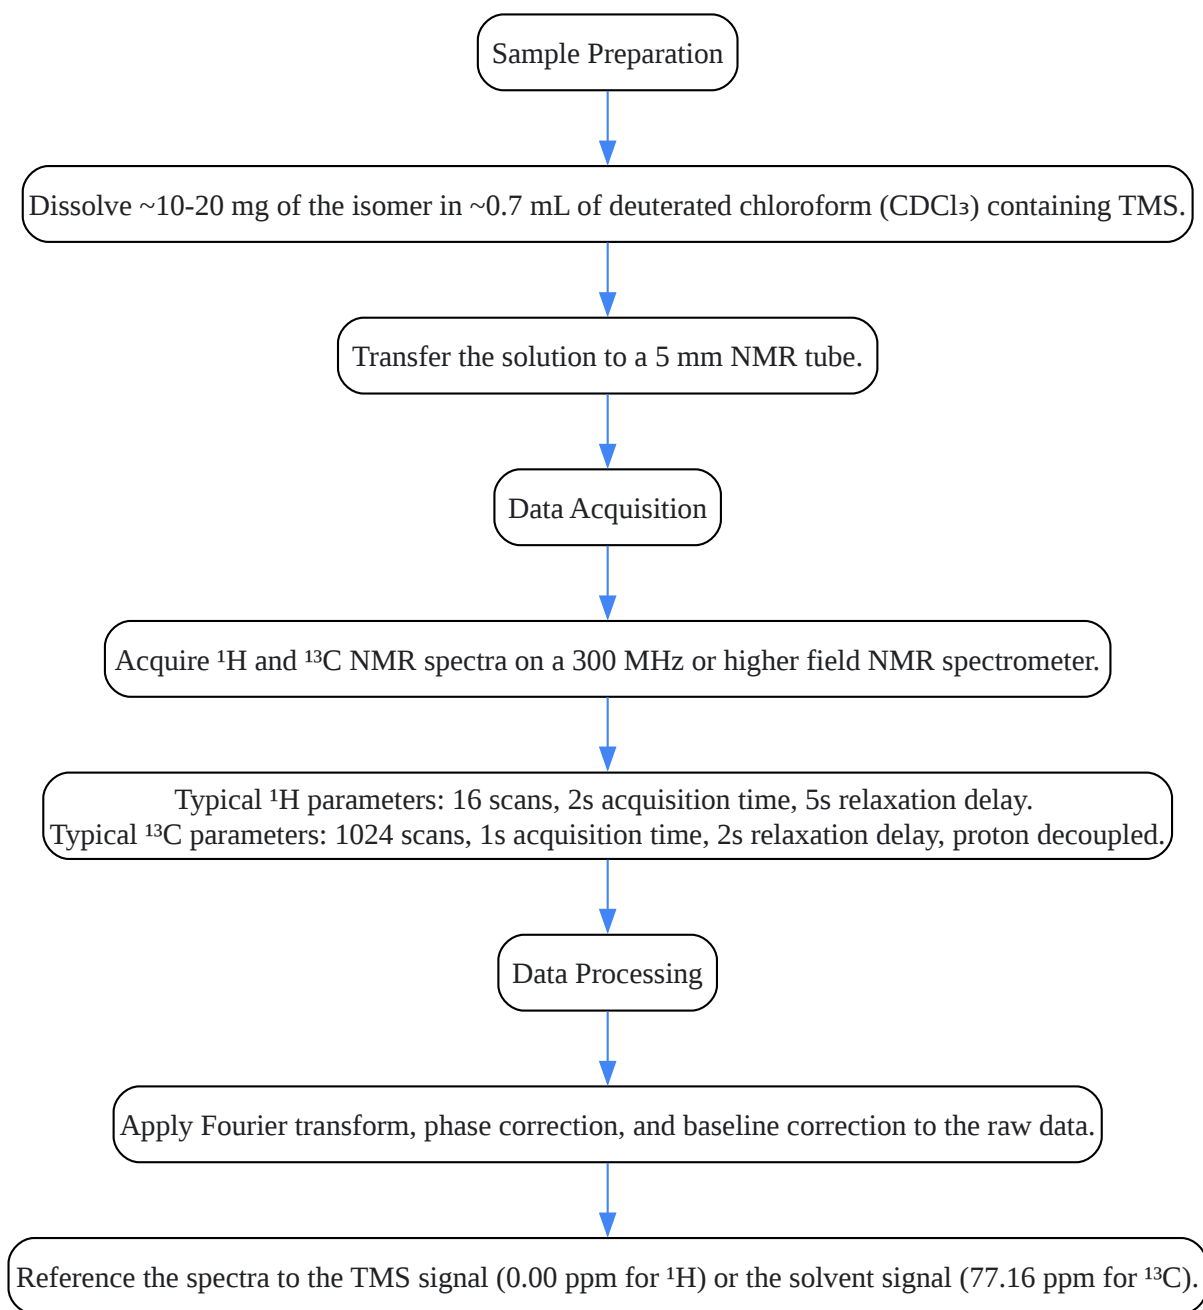 Sample Preparation
Dissolve ~10-20 mg of the isomer in ~0.7 mL of deuterated chloroform (CDCl₃) containing TMS.
Transfer the solution to a 5 mm NMR tube.
Data Acquisition
Acquire ¹H and ¹³C NMR spectra on a 300 MHz or higher field NMR spectrometer.
Typical ¹H parameters: 16 scans, 2s acquisition time, 5s relaxation delay.
Typical ¹³C parameters: 1024 scans, 1s acquisition time, 2s relaxation delay, proton decoupled.
Data Processing
Apply Fourier transform, phase correction, and baseline correction to the raw data.
Reference the spectra to the TMS signal (0.00 ppm for ¹H) or the solvent signal (77.16 ppm for ¹³C).